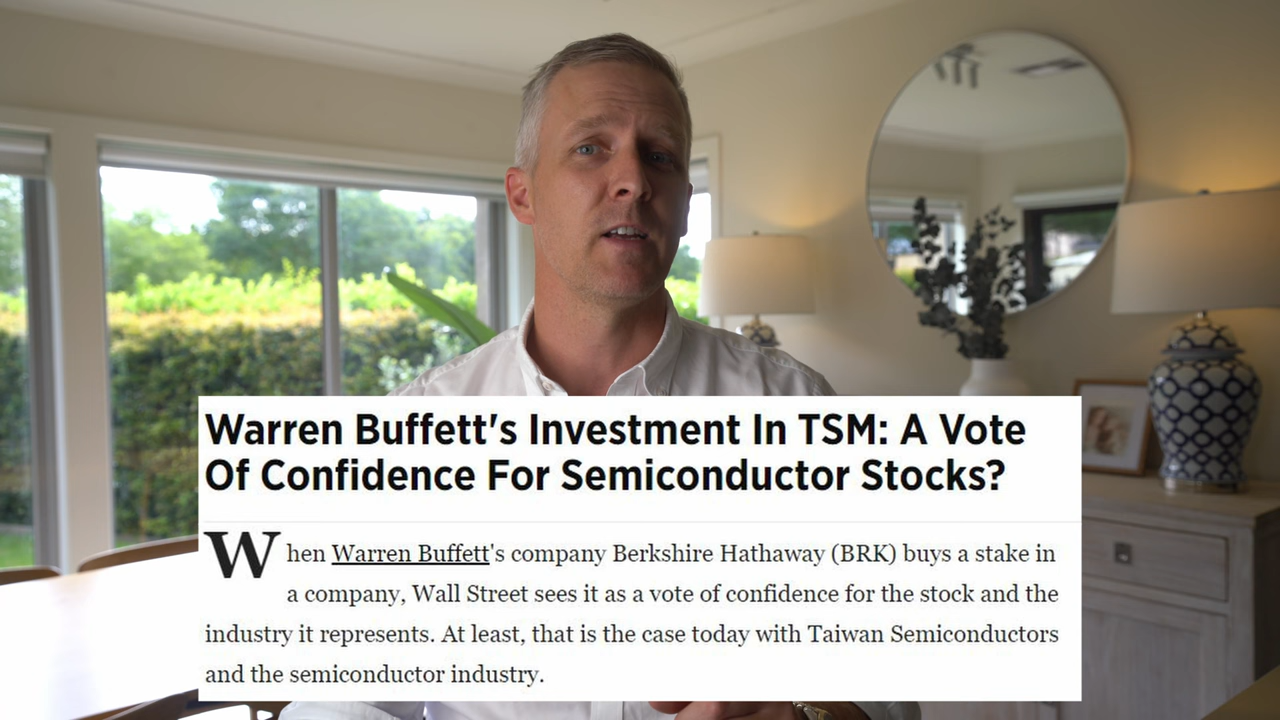 Warren Buffett's Investment In TSM: A Vote
Of Confidence For Semiconductor Stocks?
When Warren Buffett's company Berkshire Hathaway (BRK) buys a stake in
a company, Wall Street sees it as a vote of confidence for the stock and the
industry it represents. At least, that is the case today with Taiwan Semiconductors
and the semiconductor industry.